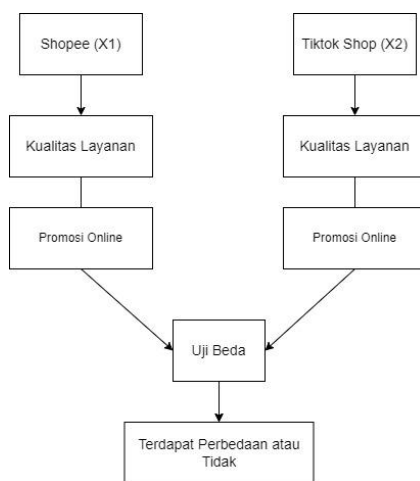 Shopee (X1)
Tiktok Shop (X2)
Kualitas Layanan
Kualitas Layanan
Promosi Online
Promosi Online
Uji Beda
Terdapat Perbedaan atau
Tidak